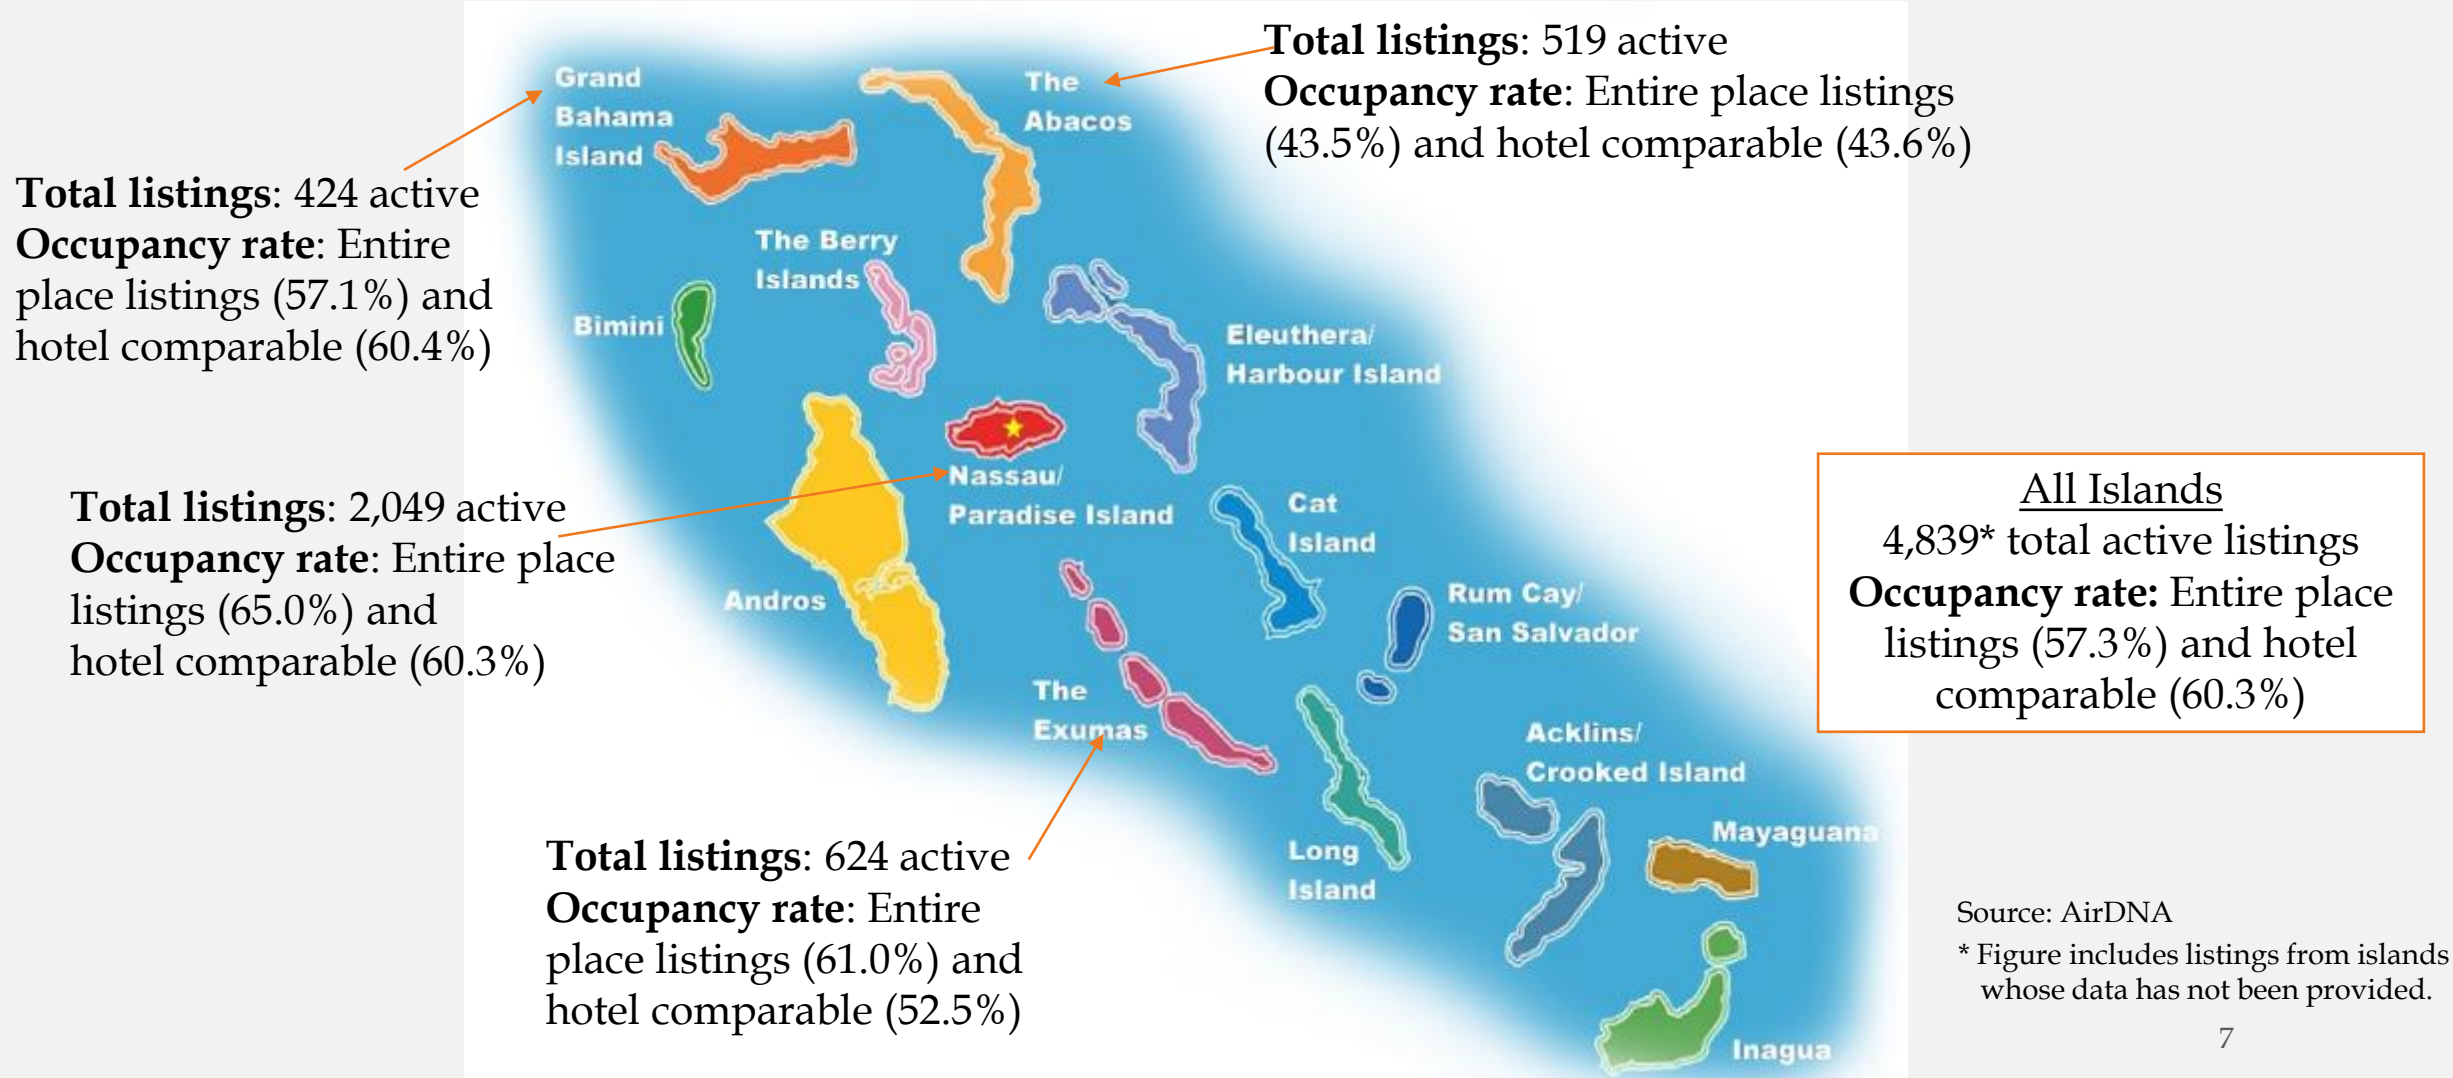 Total listings: 519 active
Occupancy rate: Entire place listings
(43.5%) and hotel comparable (43.6%)
Grand
Bahama
Island
The
Abacos
Total listings: 424 active
Occupancy rate: Entire
place listings (57.1%) and
hotel comparable (60.4%)
The Berry
Islands
Bimini
Eleuthera/
Harbour Island
Nassau/
Paradise Island
Total listings: 2,049 active
Occupancy rate: Entire place
listings (65.0%) and
hotel comparable (60.3%)
Cat
Island
All Islands
4,839* total active listings
Occupancy rate: Entire place
listings (57.3%) and hotel
comparable (60.3%)
Andros
Rum Cay/
San Salvador
The
Exumas
Acklins/
Crooked Island
Mayaguana
Long
Island
Total listings: 624 active
Occupancy rate: Entire
place listings (61.0%) and
hotel comparable (52.5%)
Inagua
Source: AirDNA
* Figure includes listings from islands
whose data has not been provided.
7